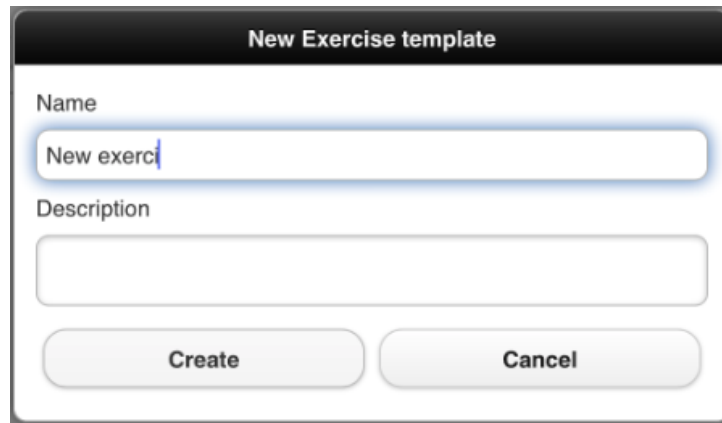 New Exercise template
Name
New exerci
Description
Create Cancel